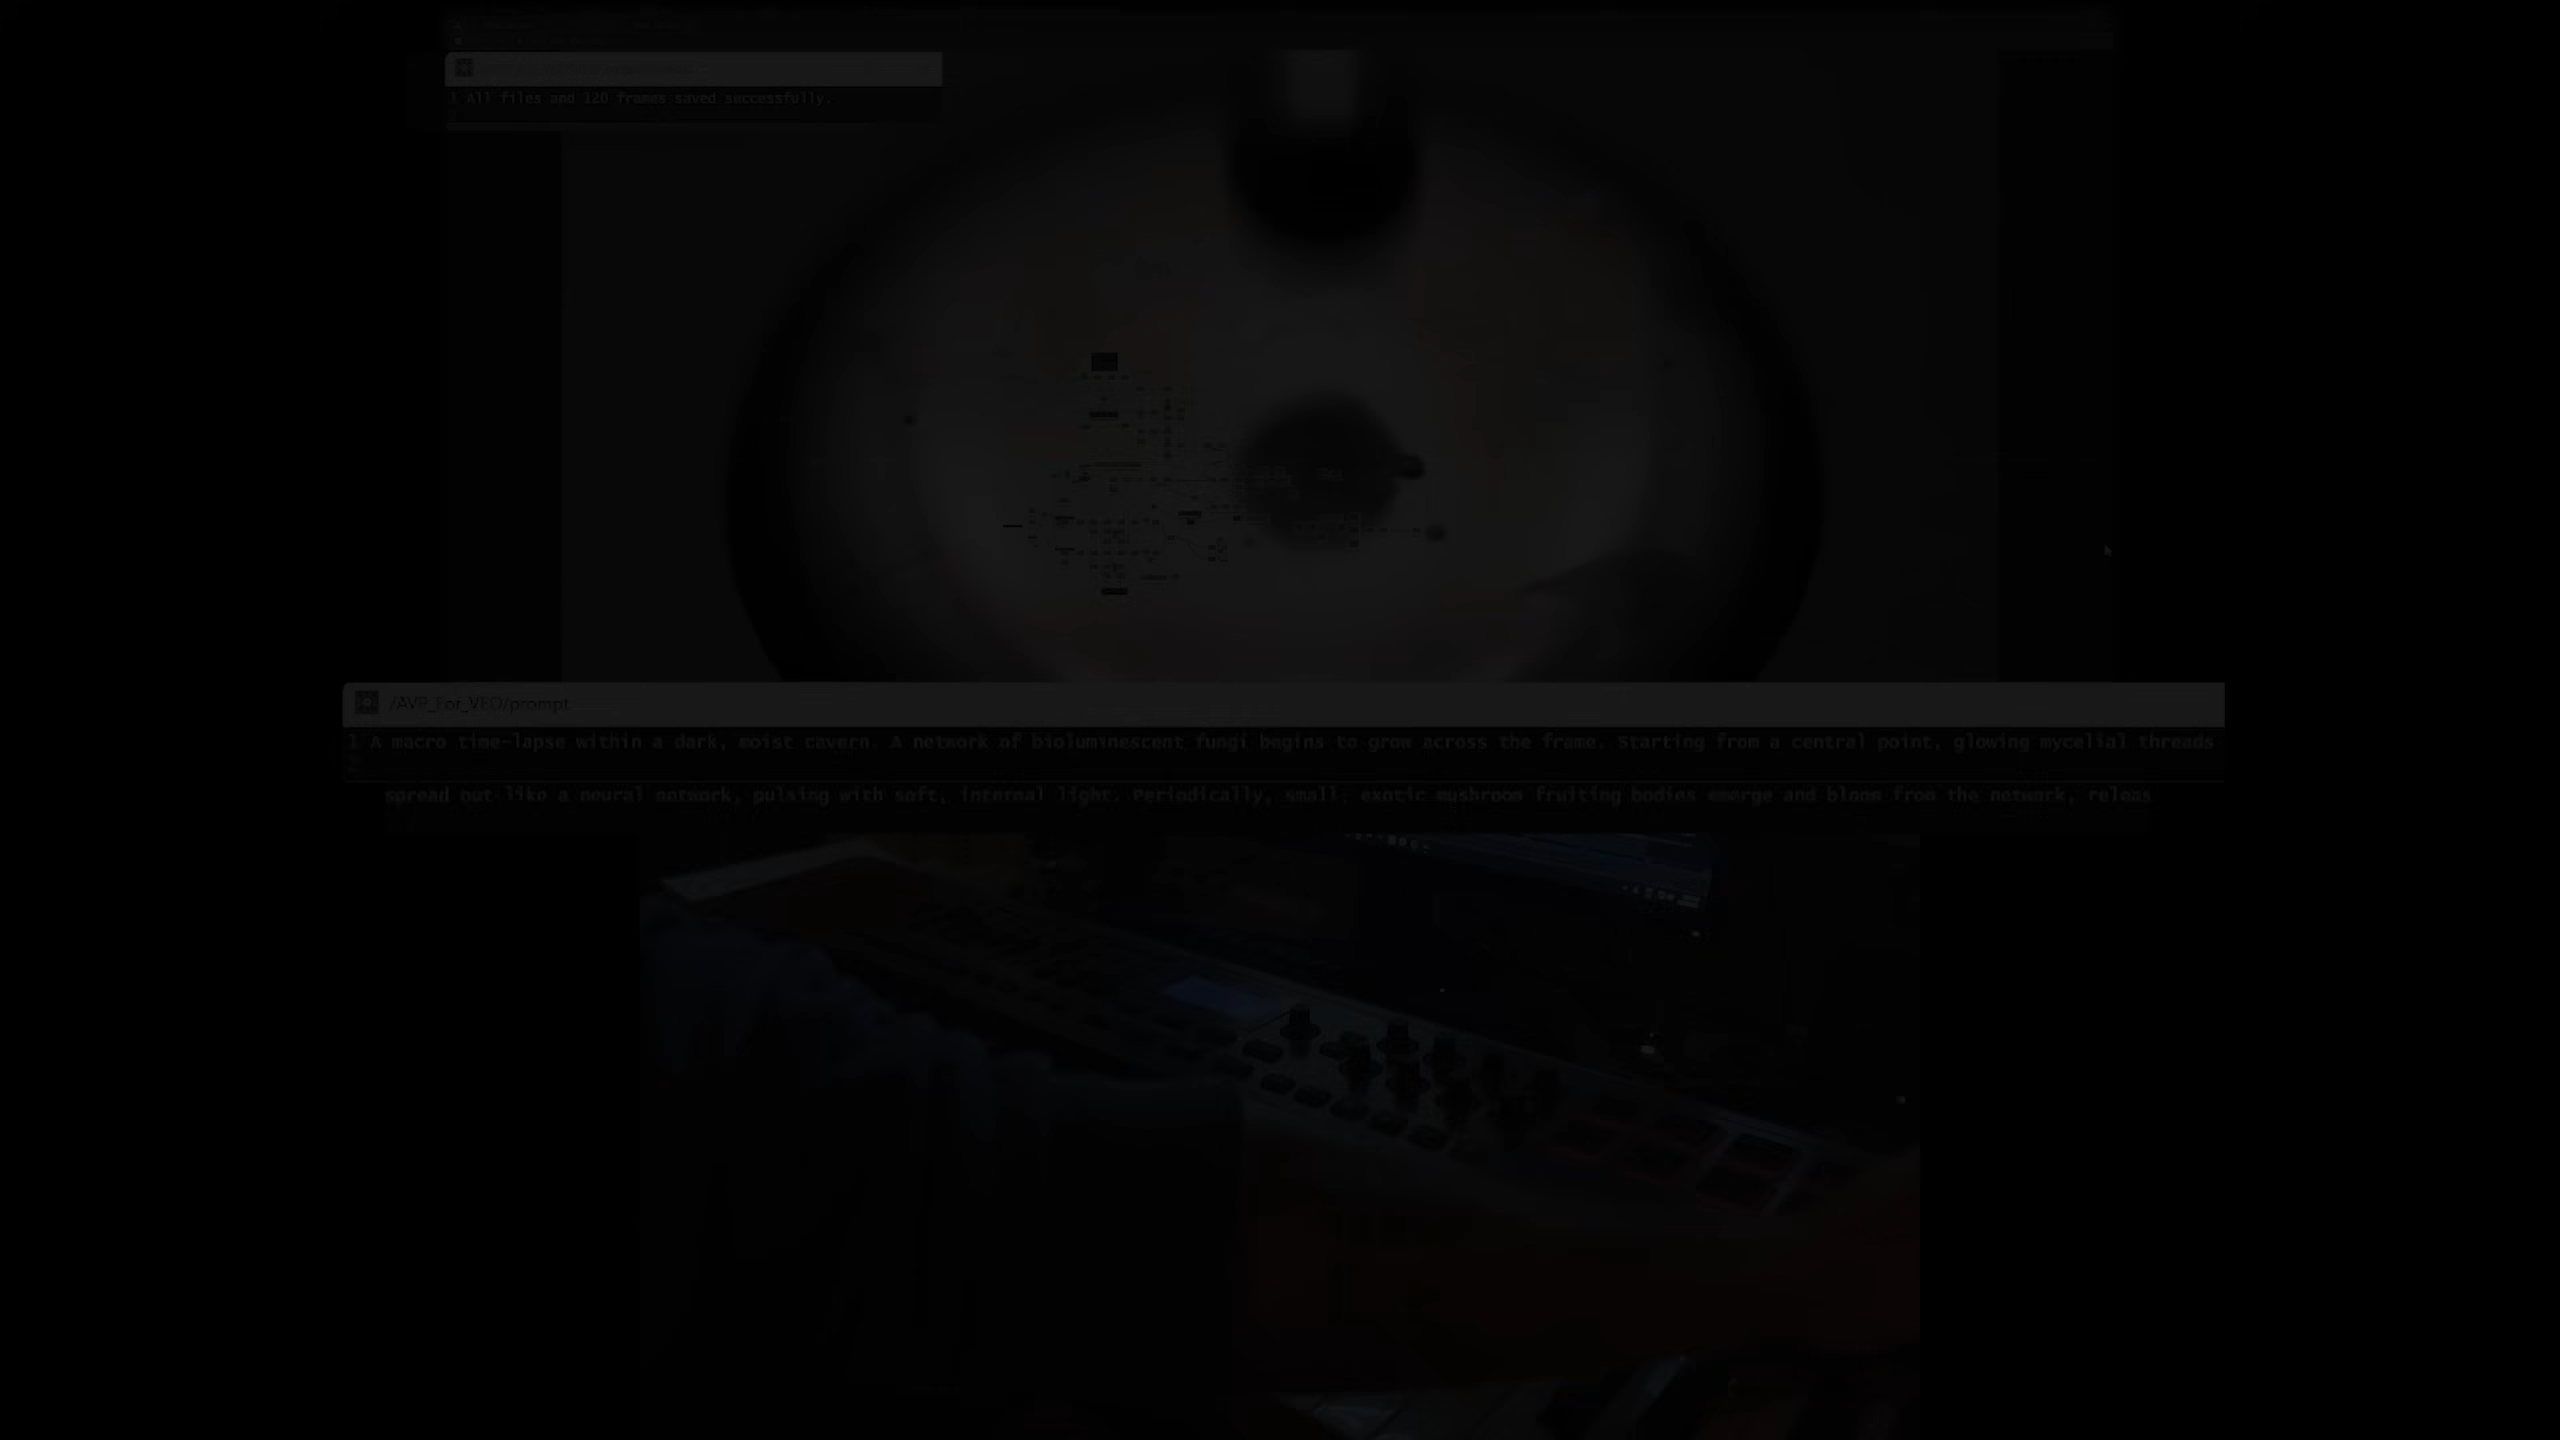 1 All files and 120 frames saved successfully.
/AVP_For_VEO/prompt
1 A macro time-lapse within a dark, moist cavern. A network of bioluminescent fungi begins to grow across the frame. Starting from a central point, glowing mycelial threads
spread out like a neural network, pulsing with soft, internal light. Periodically, small, exotic mushroom fruiting bodies emerge and bloom from the network, releas